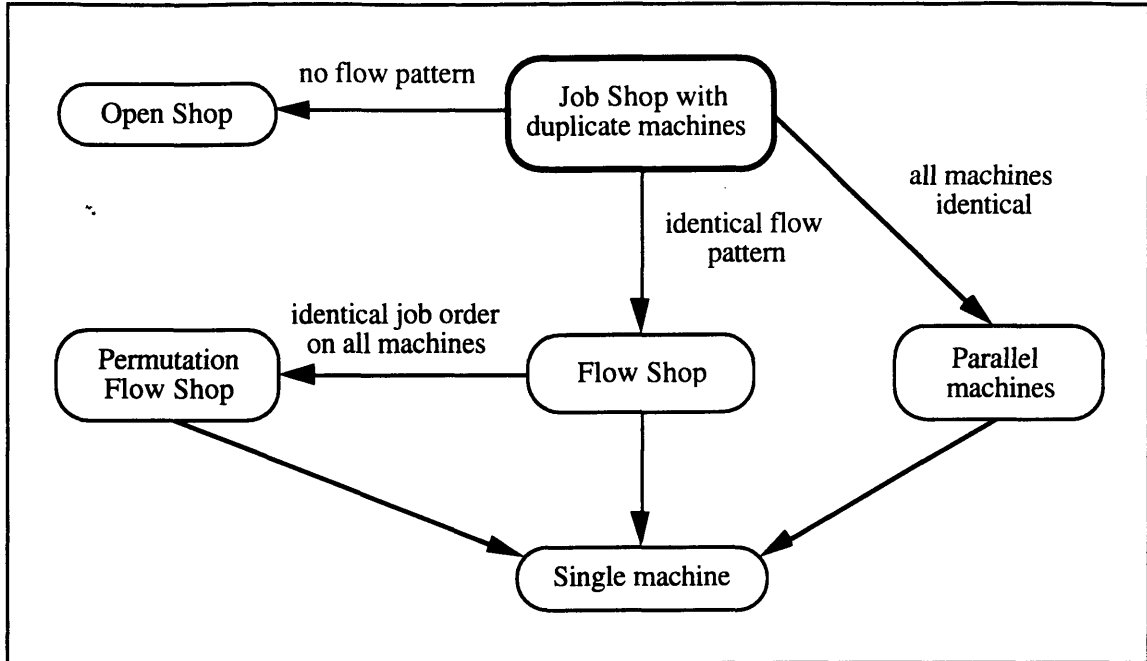 no flow pattern
Open Shop
Job Shop with
duplicate machines
all machines
identical
identical flow
pattern
identical job order
on all machines
Permutation
Flow Shop
Flow Shop
Parallel
machines
Single machine